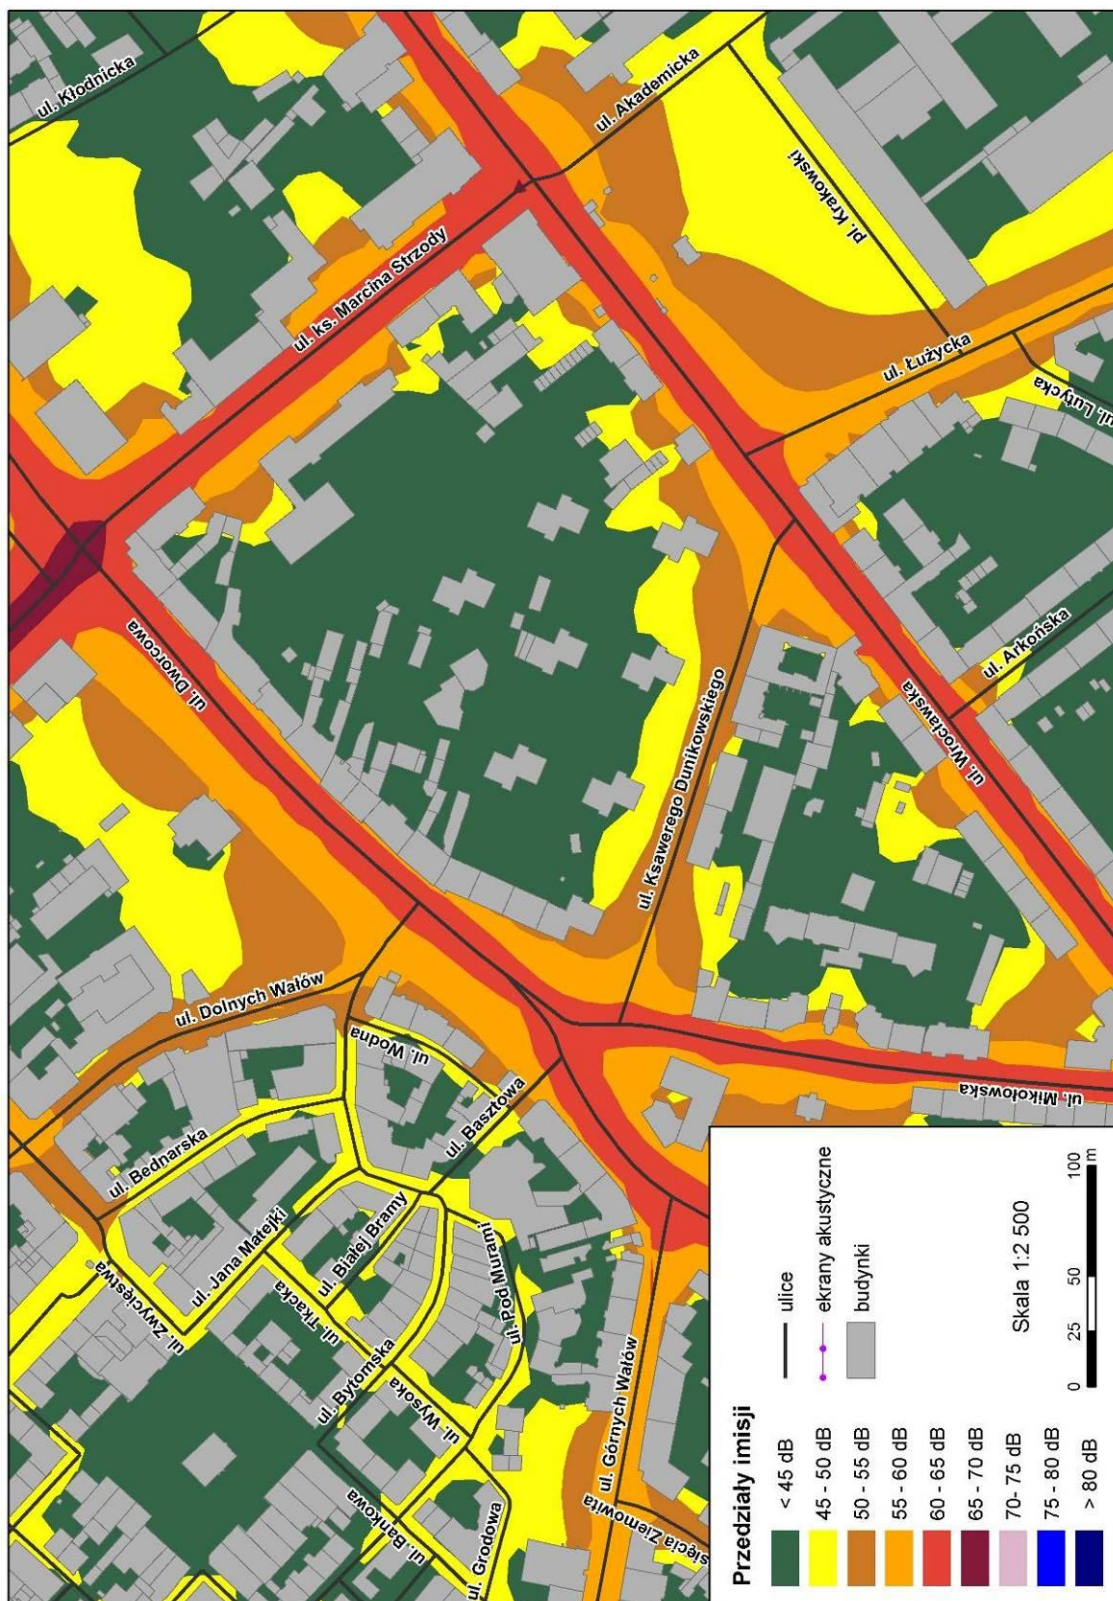 ul. Kłodnicka
ul. Akademicka
pl. Krakowski
ul. ks. Marcina Strzody
ul. Łużycka
ul. Lutycka
ul. Dworcowa
ul. Arkońska
ul. Ksawerego Dunikowskiego
ul. Wrocławska
ul. Dolnych Wałów
ul. Wodna
ul. Basztowa
ul. Mikołowska
ul. Bednarska
ul. Jana Matejki
ul. Białej Bramy
ul. Zwycięstwa
ul. Tkacka
ul. Pod Murami
ul. Bytomska
ul. Wysoka
ul. Górnych Wałów
ul. Bankowa
ul. Grodowa
sięcia Ziemowita
Przedziały imisji
< 45 dB
45 - 50 dB
50 - 55 dB
55 - 60 dB
60 - 65 dB
65 - 70 dB
70- 75 dB
75 - 80 dB
> 80 dB
ulice
ekrany akustyczne
budynki
Skala 1:2 500
0 25 50 100
m